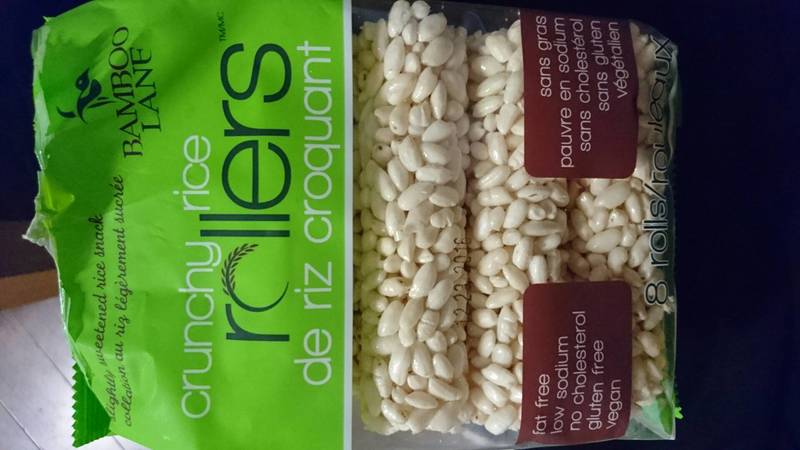 BAMBOO
LANE
TM/MC
slightly sweetened rice snack
collation au riz légèrement sucrée
crunchy rice
rollers
de riz croquant
fat free
low sodium
no cholesterol
gluten free
vegan
sans gras
pauvre en sodium
sans cholestérol
sans gluten
végétalien
8 rolls/rouleaux